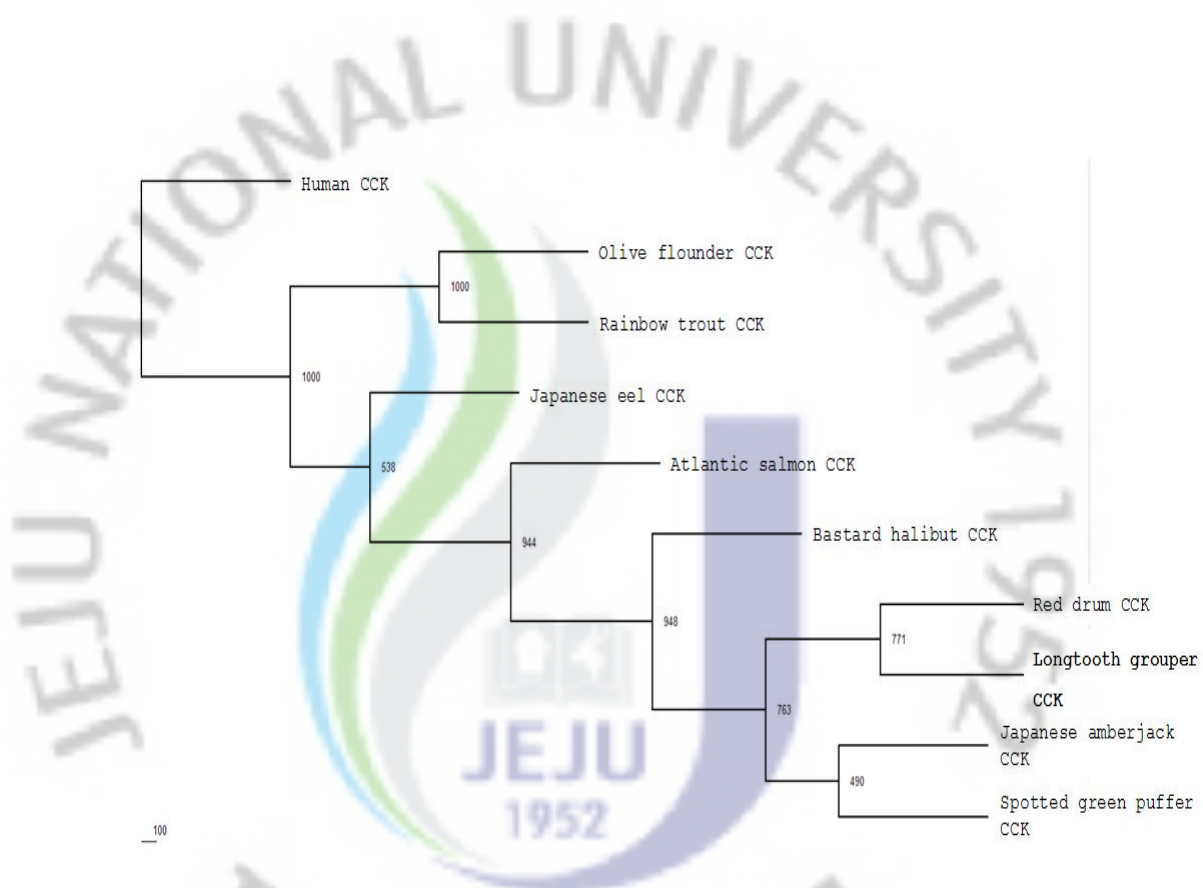 JEJU NATIONAL UNIVERSITY 1952
Human CCK
Olive flounder CCK
1000
Rainbow trout CCK
1000
Japanese eel CCK
538
Atlantic salmon CCK
944
Bastard halibut CCK
Red drum CCK
948
771
Longtooth grouper
CCK
763
Japanese amberjack
CCK
490
Spotted green puffer
CCK
JEJU
1952
100